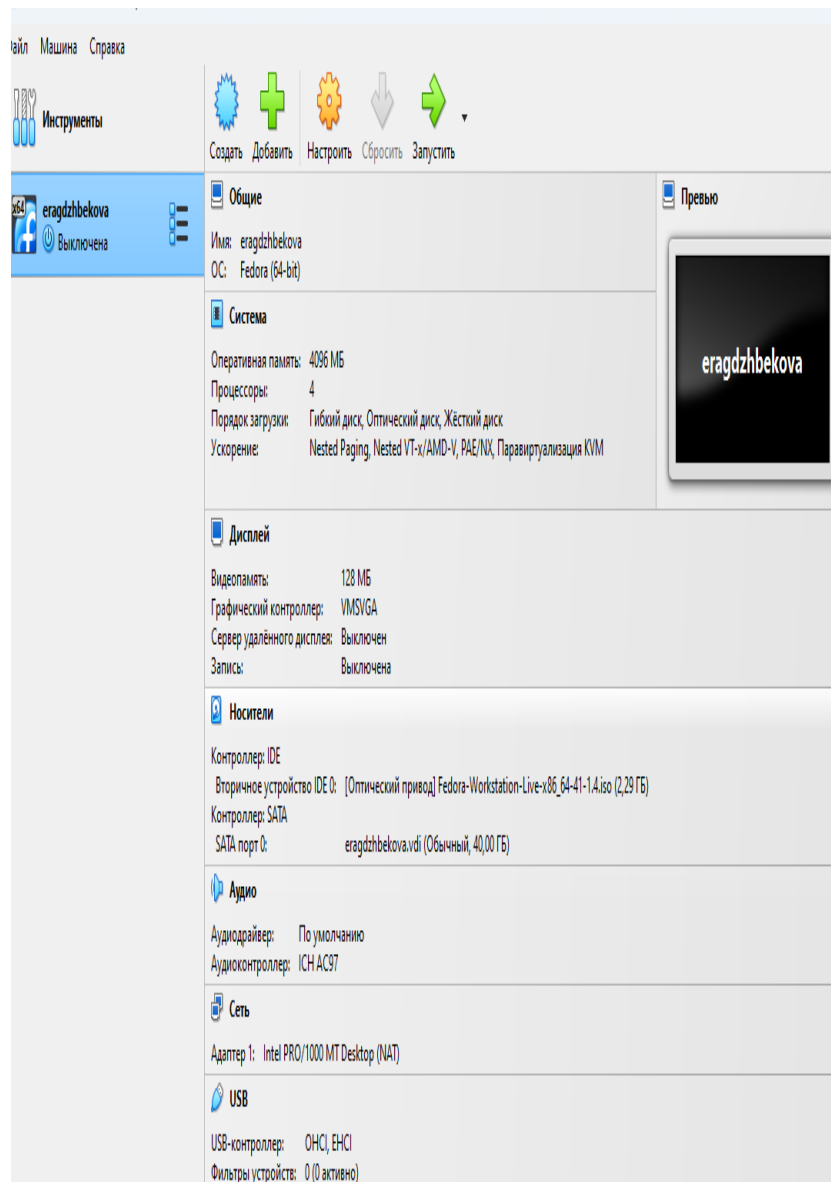 айл Машина Справка
Инструменты
Создать Добавить Настроить Сбросить Запустить
x64
eragdzhbekova
Выключена
Общие
Имя: eragdzhbekova
ОС: Fedora (64-bit)
Превью
eragdzhbekova
Система
Оперативная память: 4096 МБ
Процессоры: 4
Порядок загрузки: Гибкий диск, Оптический диск, Жёсткий диск
Ускорение: Nested Paging, Nested VT-x/AMD-V, PAE/NX, Паравиртуализация KVM
Дисплей
Видеопамять: 128 МБ
Графический контроллер: VMSVGA
Сервер удалённого дисплея: Выключен
Запись: Выключена
Носители
Контроллер: IDE
Вторичное устройство IDE 0: [Оптический привод] Fedora-Workstation-Live-x86_64-41-1.4.iso (2,29 ГБ)
Контроллер: SATA
SATA порт 0: eragdzhbekova.vdi (Обычный, 40,00 ГБ)
Аудио
Аудиодрайвер: По умолчанию
Аудиоконтроллер: ICH AC97
Сеть
Адаптер 1: Intel PRO/1000 MT Desktop (NAT)
USB
USB-контроллер: OHCI, EHCI
Фильтры устройств: 0 (0 активно)